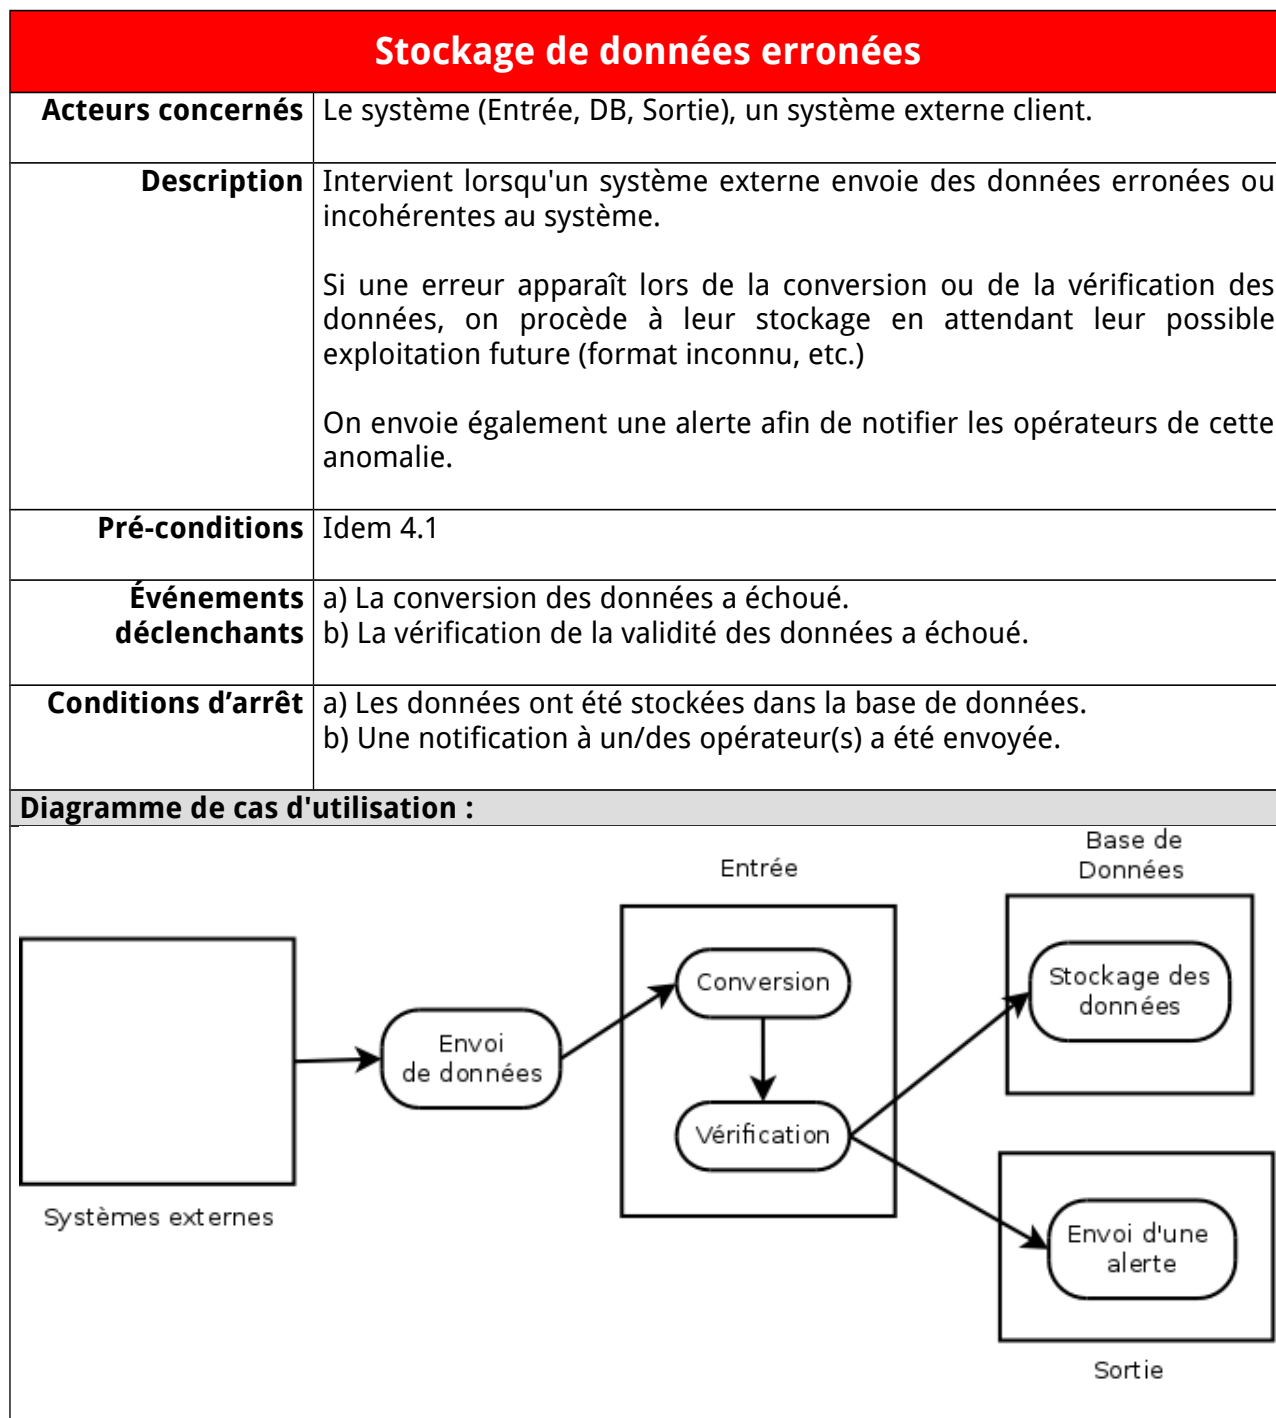 Stockage de données erronées
Acteurs concernés
Le système (Entrée, DB, Sortie), un système externe client.
Description
Intervient lorsqu'un système externe envoie des données erronées ou
incohérentes au système.
Si une erreur apparaît lors de la conversion ou de la vérification des
données, on procède à leur stockage en attendant leur possible
exploitation future (format inconnu, etc.)
On envoie également une alerte afin de notifier les opérateurs de cette
anomalie.
Pré-conditions
Idem 4.1
Événements
déclenchants
a) La conversion des données a échoué.
b) La vérification de la validité des données a échoué.
Conditions d’arrêt
a) Les données ont été stockées dans la base de données.
b) Une notification à un/des opérateur(s) a été envoyée.
Diagramme de cas d'utilisation :
Systèmes externes
Envoi
de données
Entrée
Conversion
Vérification
Base de
Données
Stockage des
données
Envoi d'une
alerte
Sortie